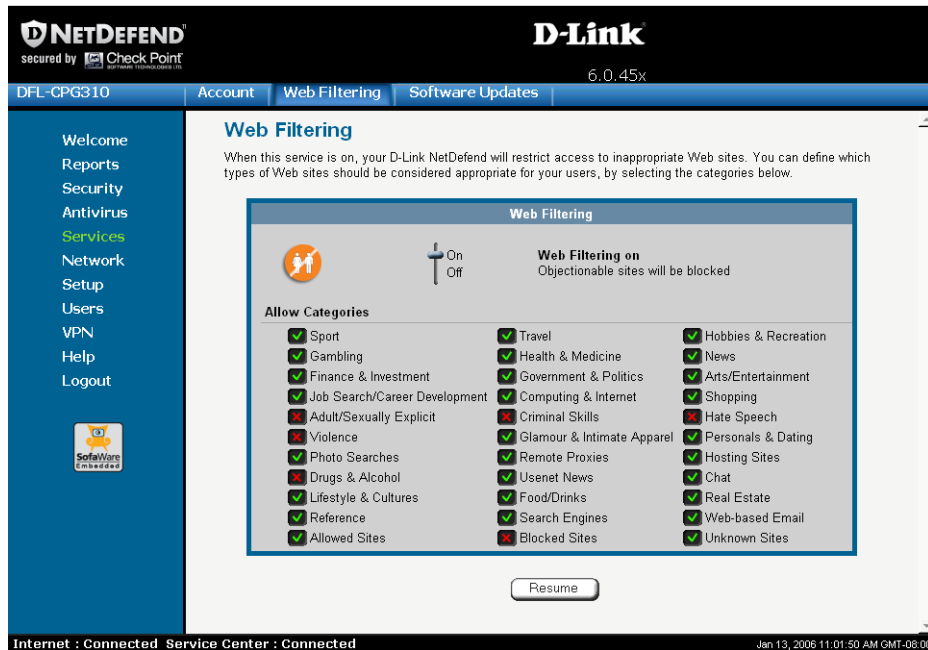 NETDEFEND
D-Link
secured by Check Point
SOFTWARE TECHNOLOGIES LTD.
6.0.45x
DFL-CPG310 Account Web Filtering Software Updates
Welcome
Reports
Security
Antivirus
Services
Network
Setup
Users
VPN
Help
Logout
SofaWare
Embedded
Web Filtering
When this service is on, your D-Link NetDefend will restrict access to inappropriate Web sites. You can define which
types of Web sites should be considered appropriate for your users, by selecting the categories below.
Web Filtering
On
Off
Web Filtering on
Objectionable sites will be blocked
Allow Categories
Sport Travel Hobbies & Recreation
Gambling Health & Medicine News
Finance & Investment Government & Politics Arts/Entertainment
Job Search/Career Development Computing & Internet Shopping
Adult/Sexually Explicit Criminal Skills Hate Speech
Violence Glamour & Intimate Apparel Personals & Dating
Photo Searches Remote Proxies Hosting Sites
Drugs & Alcohol Usenet News Chat
Lifestyle & Cultures Food/Drinks Real Estate
Reference Search Engines Web-based Email
Allowed Sites Blocked Sites Unknown Sites
Resume
Internet : Connected Service Center : Connected
Jan 13, 2006 11:01:50 AM GMT-08:00